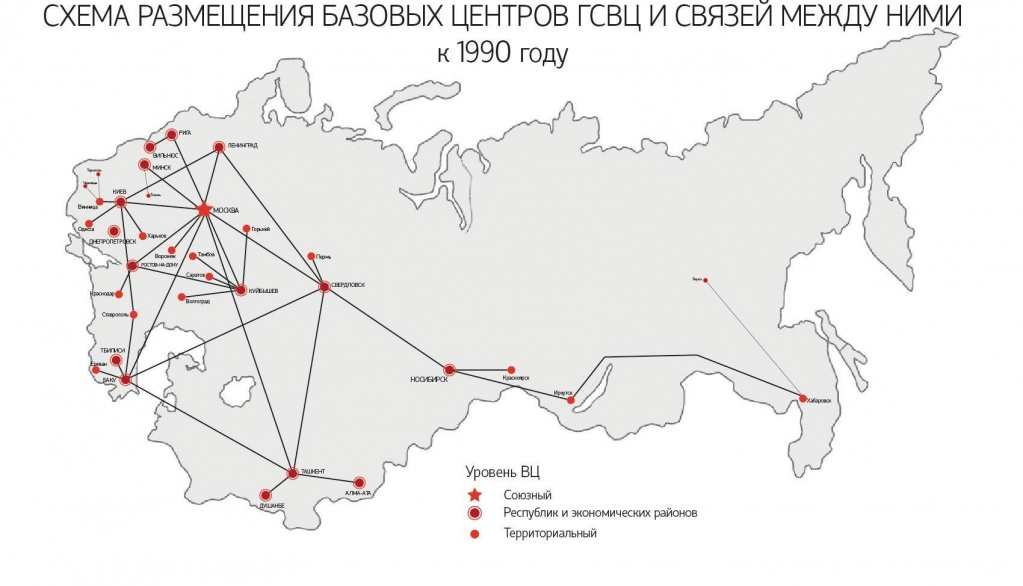 СХЕМА РАЗМЕЩЕНИЯ БАЗОВЫХ ЦЕНТРОВ ГСВЦ И СВЯЗЕЙ МЕЖДУ НИМИ
к 1990 году
РИГА
ВИЛЬНЮС
ЛЕНИНГРАД
МИНСК
КИЕВ
Винница
МОСКВА
Одесса
ДНЕПРОПЕТРОВСК
Харьков
Горький
Воронеж
Тамбов
Пермь
РОСТОВ-НА-ДОНУ
Саратов
КУЙБЫШЕВ
СВЕРДЛОВСК
Краснодар
Волгоград
Ставрополь
ТБИЛИСИ
Ереван
БАКУ
НОСИБИРСК
Красноярск
Иркутск
Хабаровск
ТАШКЕНТ
АЛМА-АТА
ДУШАНБЕ
Уровень ВЦ
Союзный
Республик и экономических районов
Территориальный